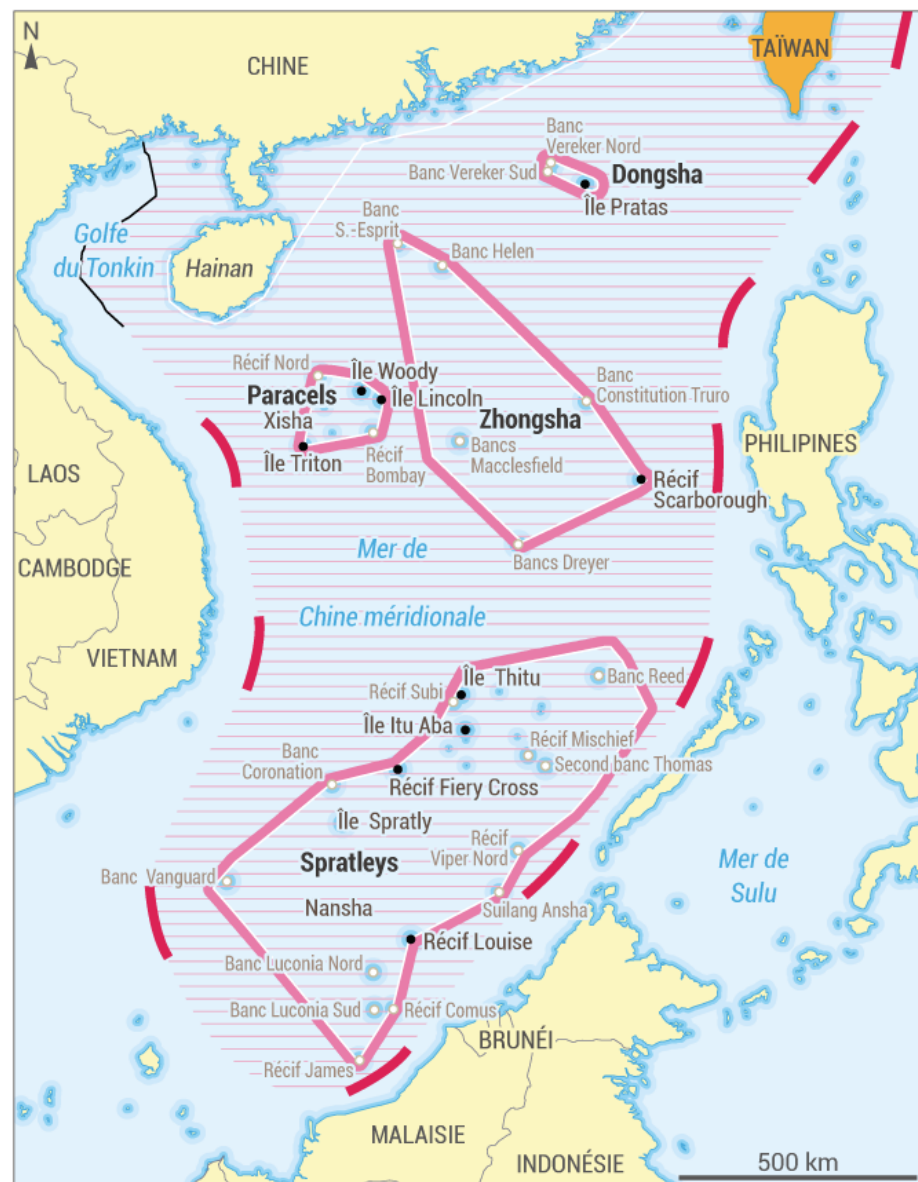 N
CHINE
TAÏWAN
Banc
Vereker Nord
Banc Vereker Sud
Dongsha
Île Pratas
Golfe
du Tonkin
Hainan
Banc
S.-Esprit
Banc Helen
Récif Nord
Île Woody
Paracels
Xisha
Île Lincoln
Île Triton
Récif
Bombay
Banc
Constitution Truro
Zhongsha
Bancs
Macclesfield
PHILIPINES
Récif
Scarborough
LAOS
Bancs Dreyer
Mer de
Chine méridionale
CAMBODGE
VIETNAM
Île Thitu
Récif Subi
Banc Reed
Île Itu Aba
Récif Mischief
Second banc Thomas
Banc
Coronation
Récif Fiery Cross
Île Spratly
Récif
Viper Nord
Spratleys
Banc Vanguard
Nansha
Suilang Ansha
Mer de
Sulu
Récif Louise
Banc Luconia Nord
Banc Luconia Sud
Récif Comus
Récif James
BRUNÉI
MALAISIE
INDONÉSIE
500 km